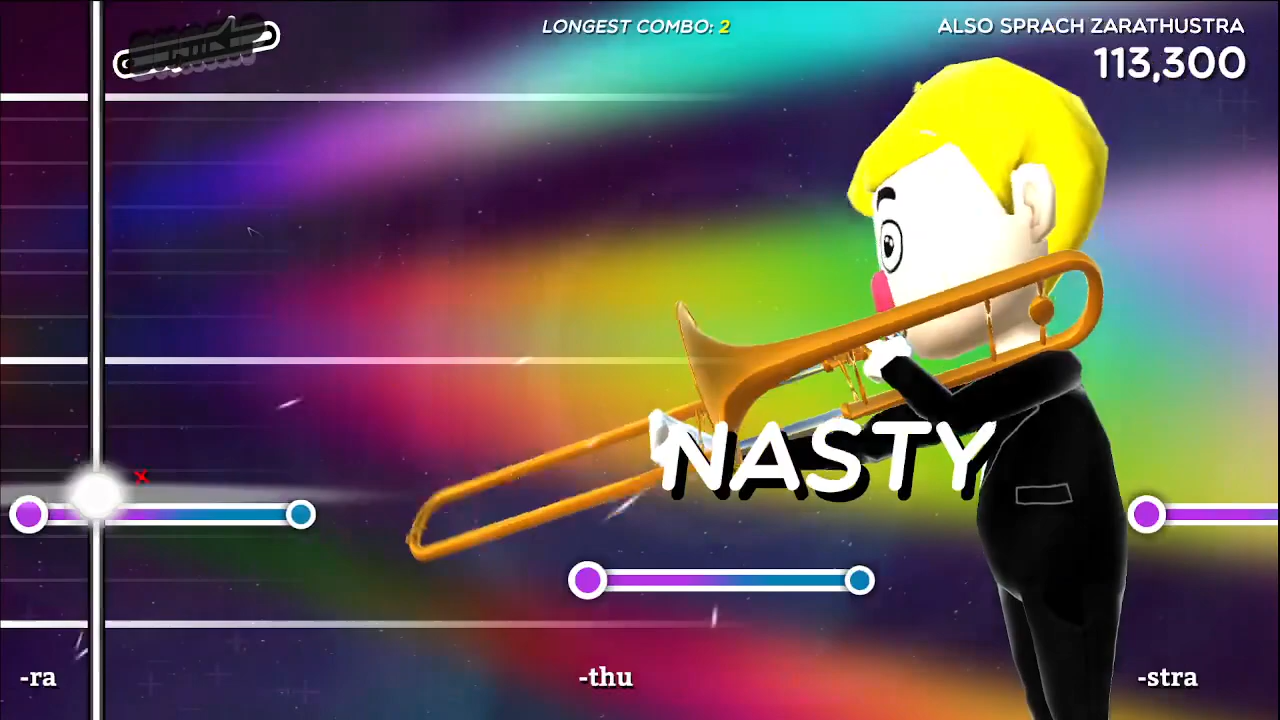 LONGEST COMBO: 2
ALSO SPRACH ZARATHUSTRA
113,300
NASTY
-ra
-thu
-stra